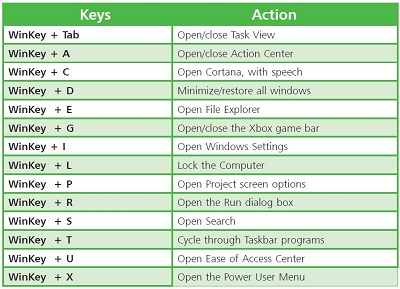 Keys Action
WinKey + Tab Open/close Task View
WinKey + A Open/close Action Center
WinKey + C Open Cortana, with speech
WinKey + D Minimize/restore all windows
WinKey + E Open File Explorer
WinKey + G Open/close the Xbox game bar
WinKey + I Open Windows Settings
WinKey + L Lock the Computer
WinKey + P Open Project screen options
WinKey + R Open the Run dialog box
WinKey + S Open Search
WinKey + T Cycle through Taskbar programs
WinKey + U Open Ease of Access Center
WinKey + X Open the Power User Menu